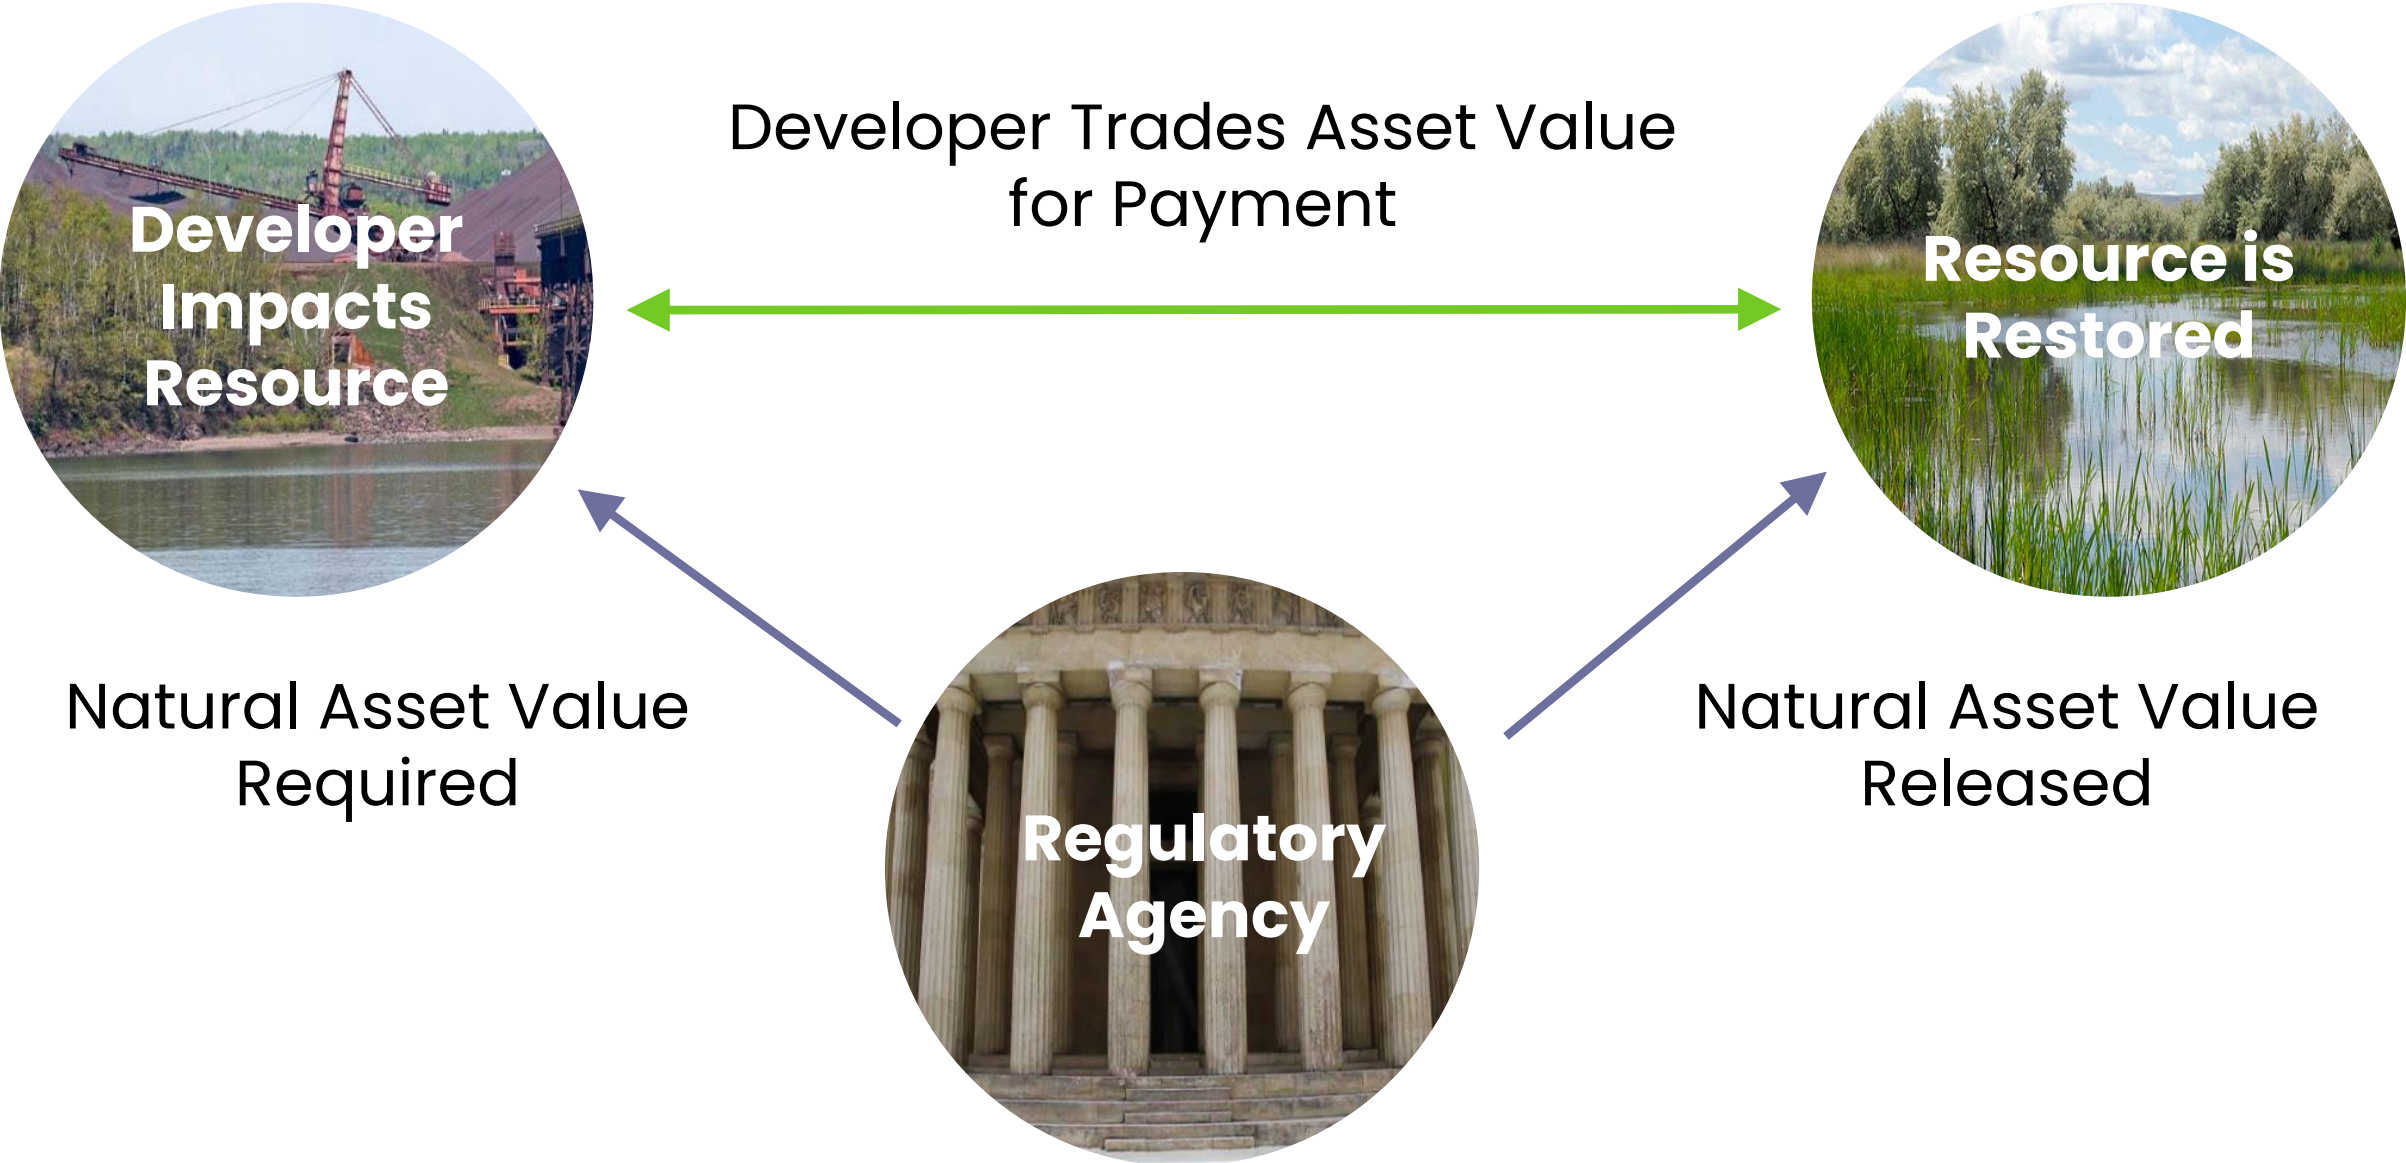 Developer Trades Asset Value
for Payment
Developer
Impacts
Resource
Resource is
Restored
Natural Asset Value
Required
Natural Asset Value
Released
Regulatory
Agency